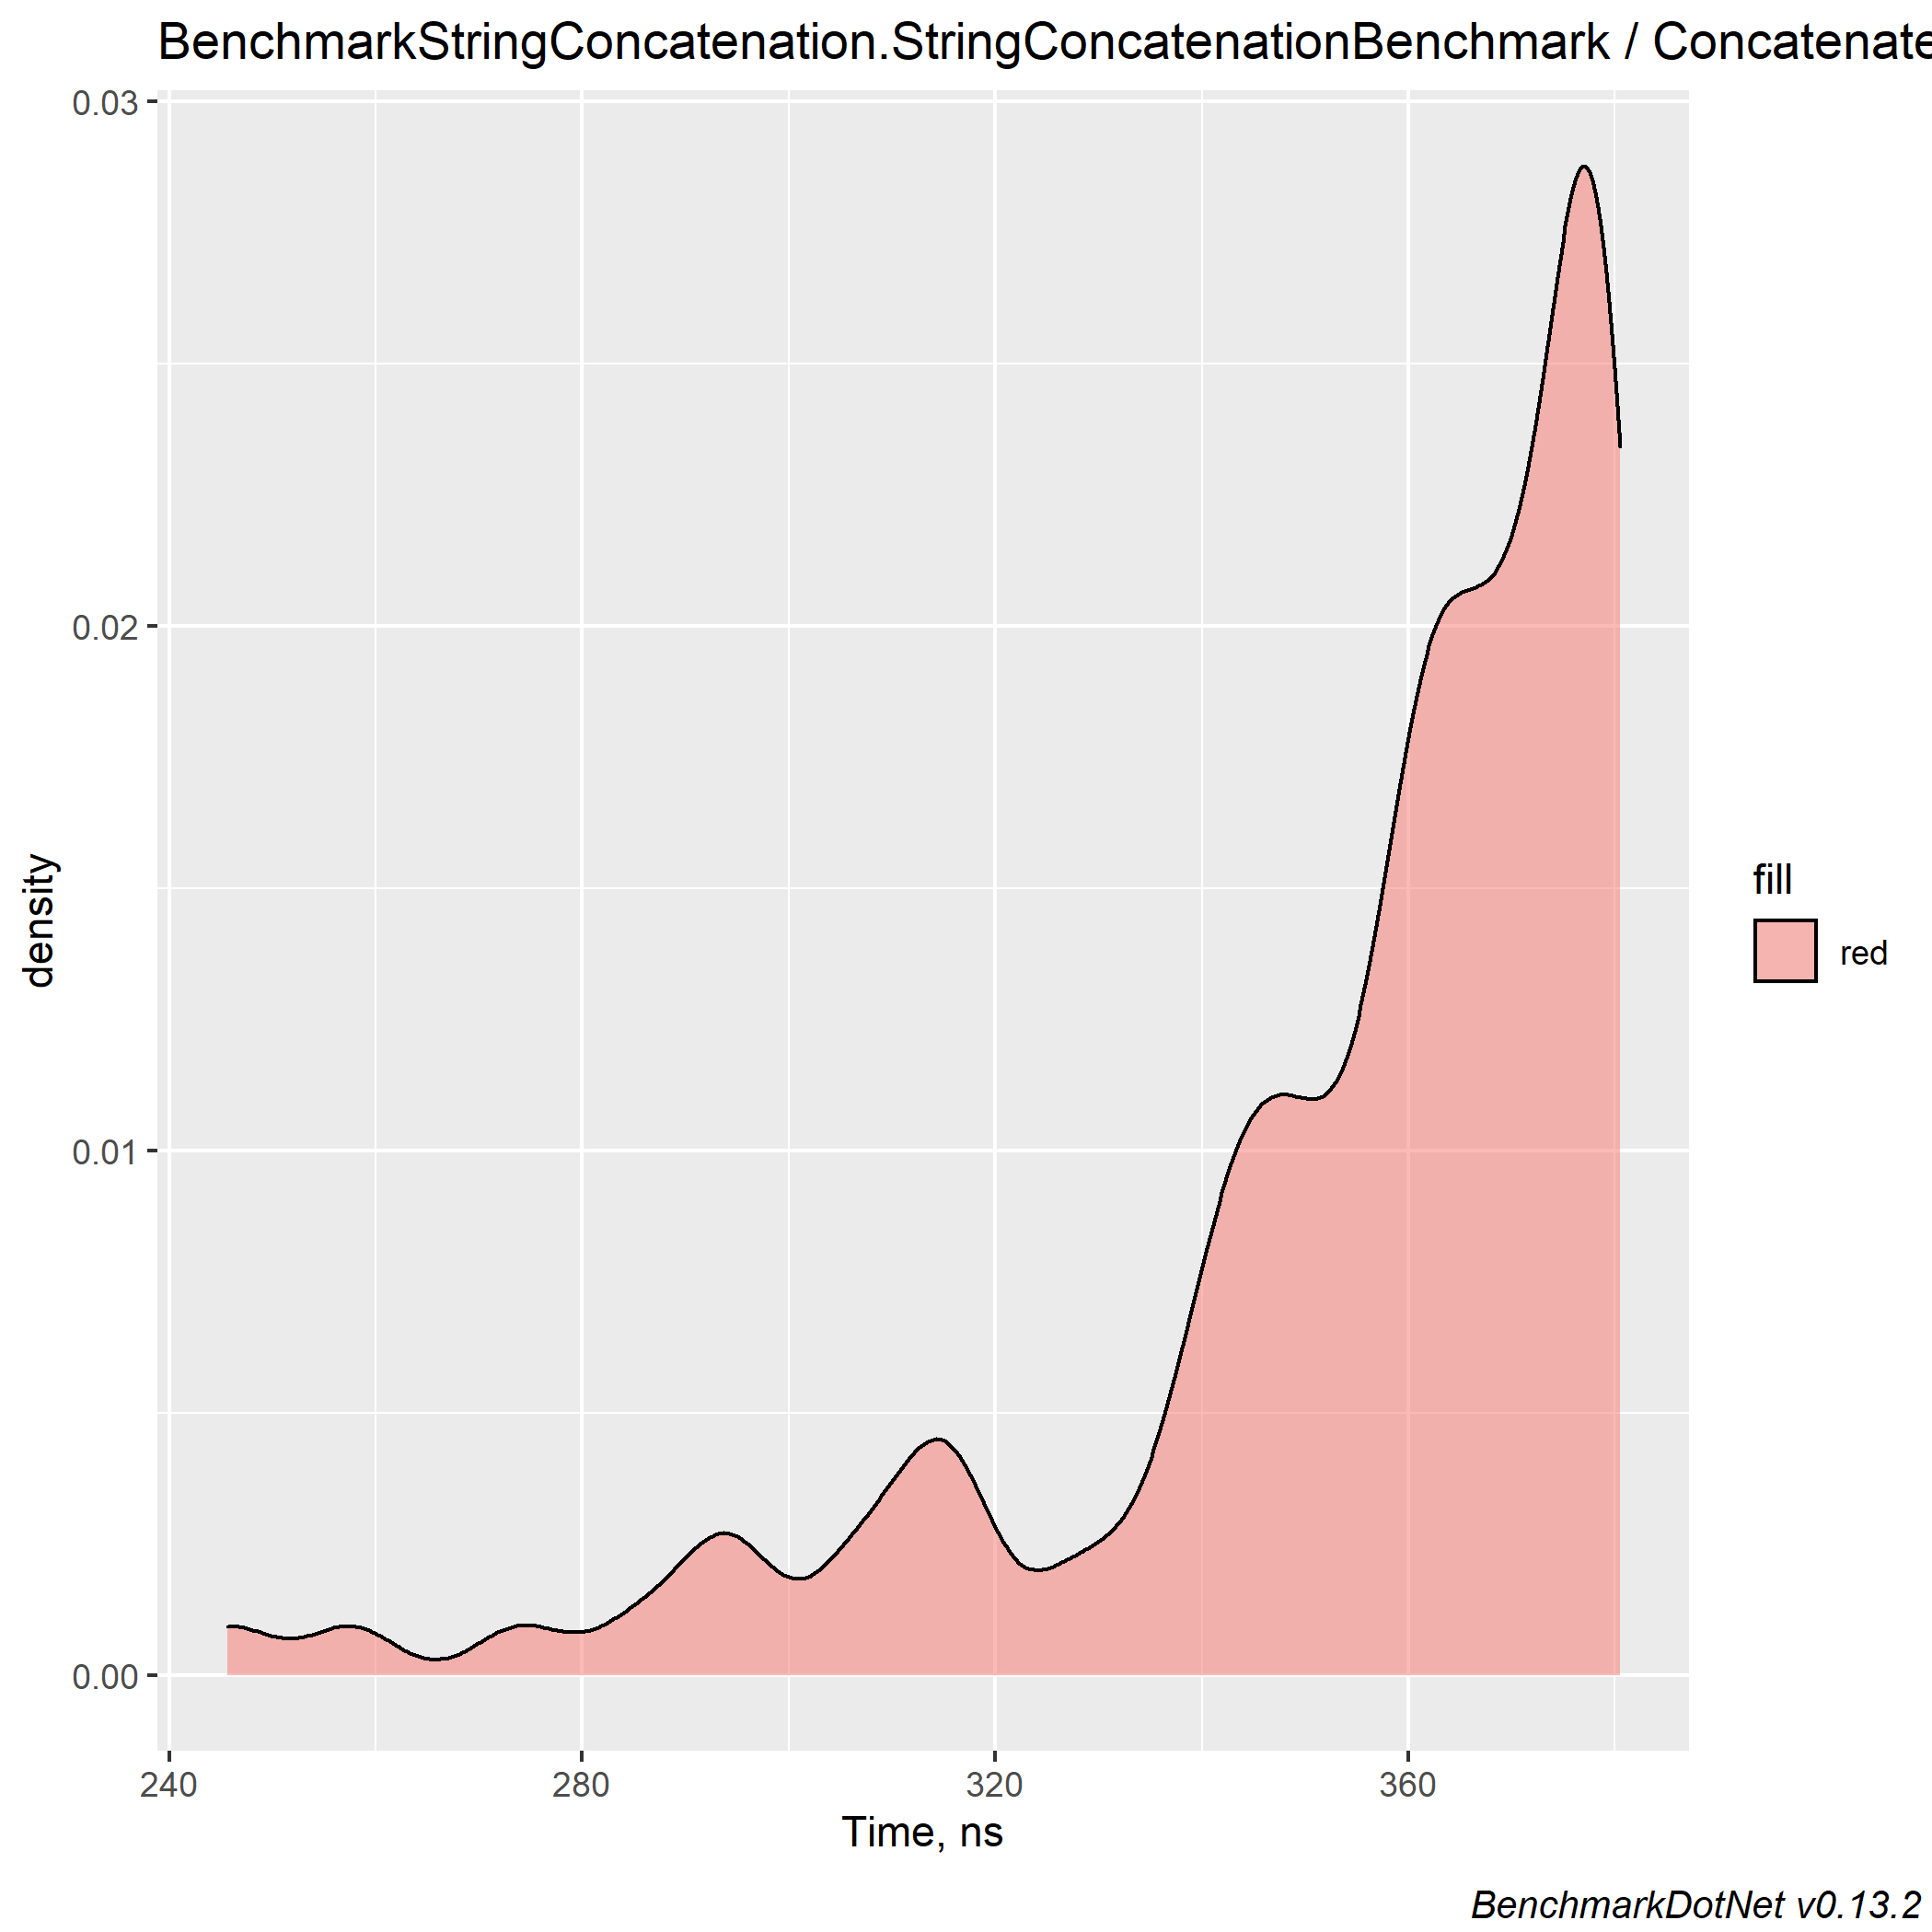 BenchmarkStringConcatenation.StringConcatenationBenchmark / Concatenate
0.03
0.02
0.01
0.00
density
240 280 320 360
Time, ns
fill
red
BenchmarkDotNet v0.13.2